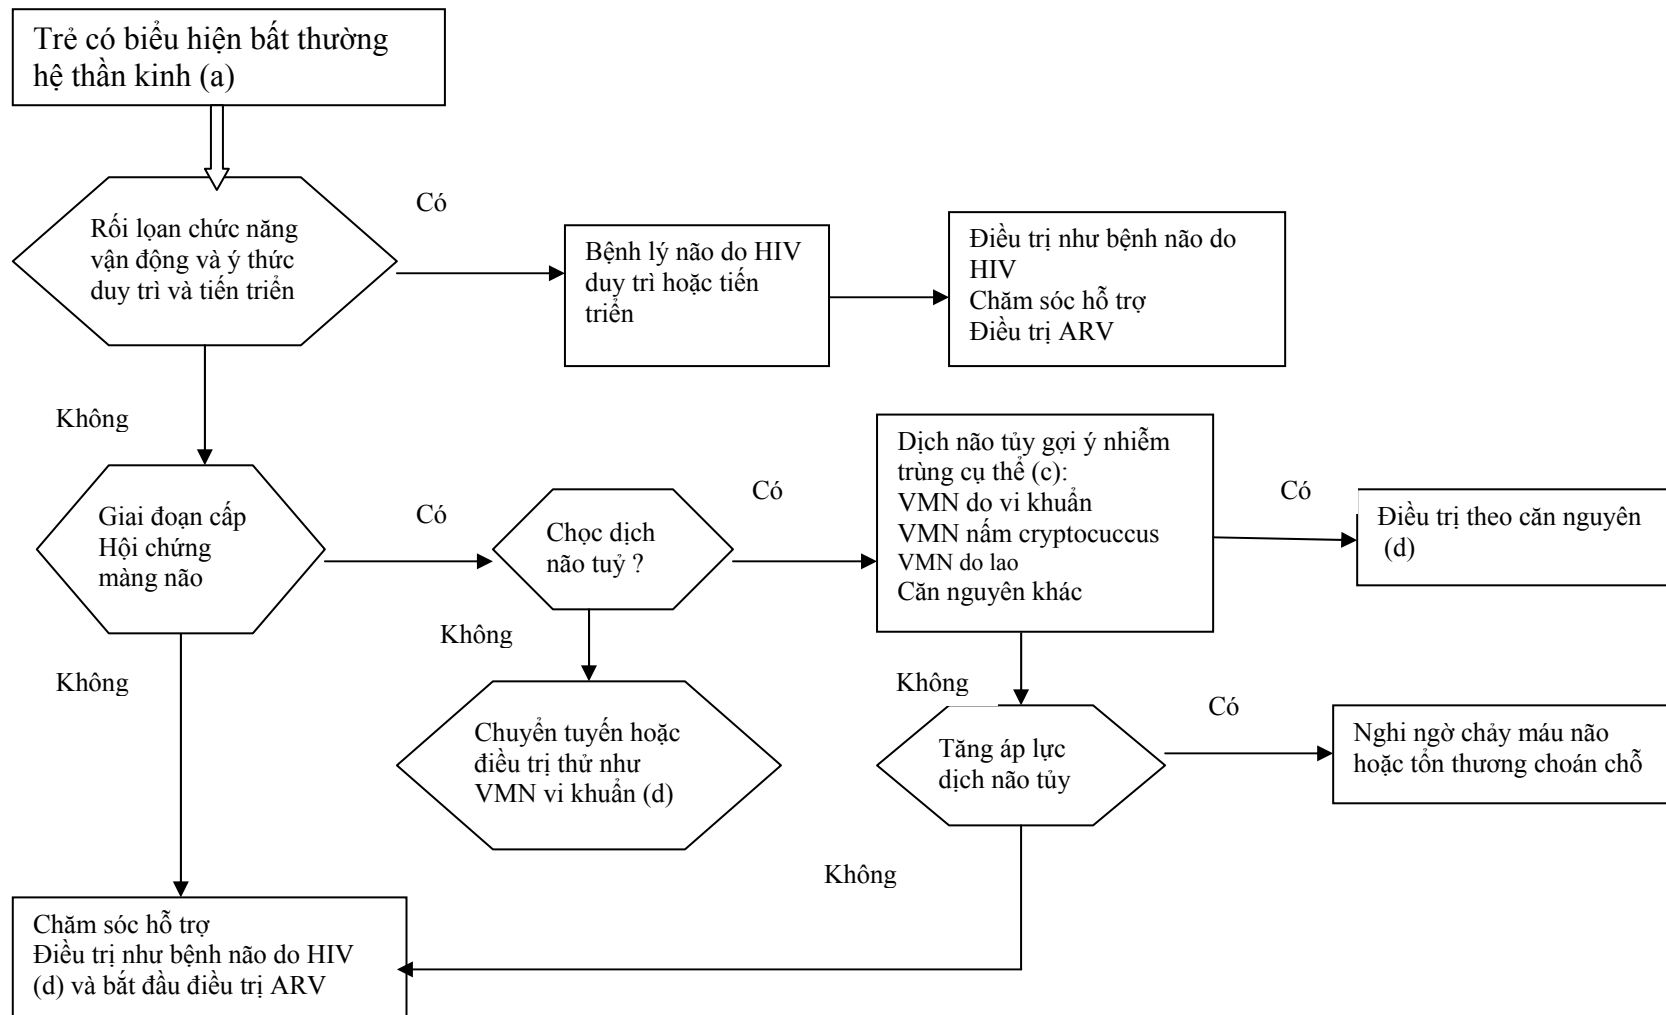 Trẻ có biểu hiện bất thường
hệ thần kinh (a)
Rối lọan chức năng
vận động và ý thức
duy trì và tiến triển
Có
Bệnh lý não do HIV
duy trì hoặc tiến
triển
Điều trị như bệnh não do
HIV
Chăm sóc hỗ trợ
Điều trị ARV
Không
Giai đoạn cấp
Hội chứng
màng não
Có
Chọc dịch
não tuỷ ?
Có
Dịch não tủy gợi ý nhiễm
trùng cụ thể (c):
VMN do vi khuẩn
VMN nấm cryptocuccus
VMN do lao
Căn nguyên khác
Có
Điều trị theo căn nguyên
(d)
Không
Không
Không
Chuyển tuyến hoặc
điều trị thử như
VMN vi khuẩn (d)
Tăng áp lực
dịch não tủy
Có
Nghi ngờ chảy máu não
hoặc tổn thương choán chỗ
Không
Chăm sóc hỗ trợ
Điều trị như bệnh não do HIV
(d) và bắt đầu điều trị ARV